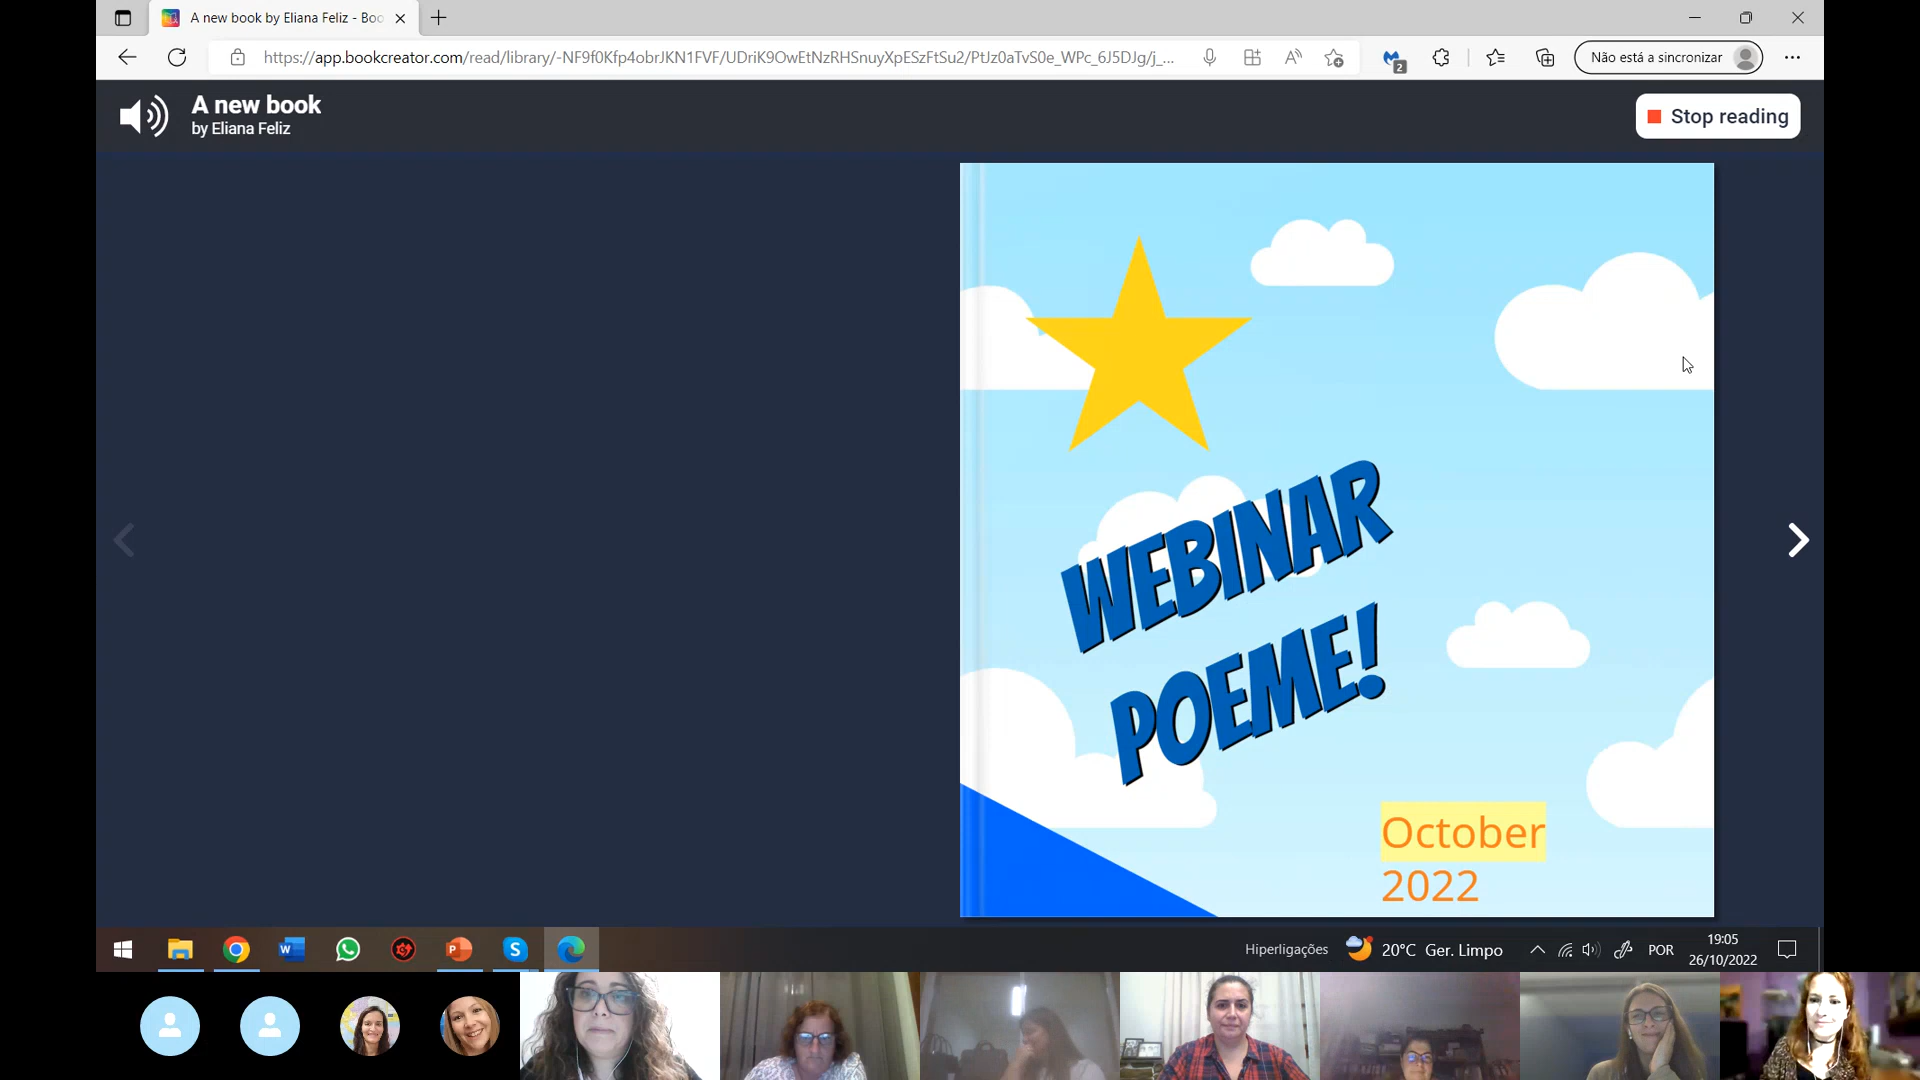 A new book by Eliana Feliz - Boo
https://app.bookcreator.com/read/library/-NF9f0Kfp4obrJKN1FVF/UDriK9OwEtNzRHSnuyXpESzFtSu2/PtJz0aTvS0e_WPc_6J5DJg/j_...
2
Não está a sincronizar
A new book
by Eliana Feliz
Stop reading
WEBINAR
POEME!
October
2022
Hiperligações
20°C Ger. Limpo
POR
19:05
26/10/2022